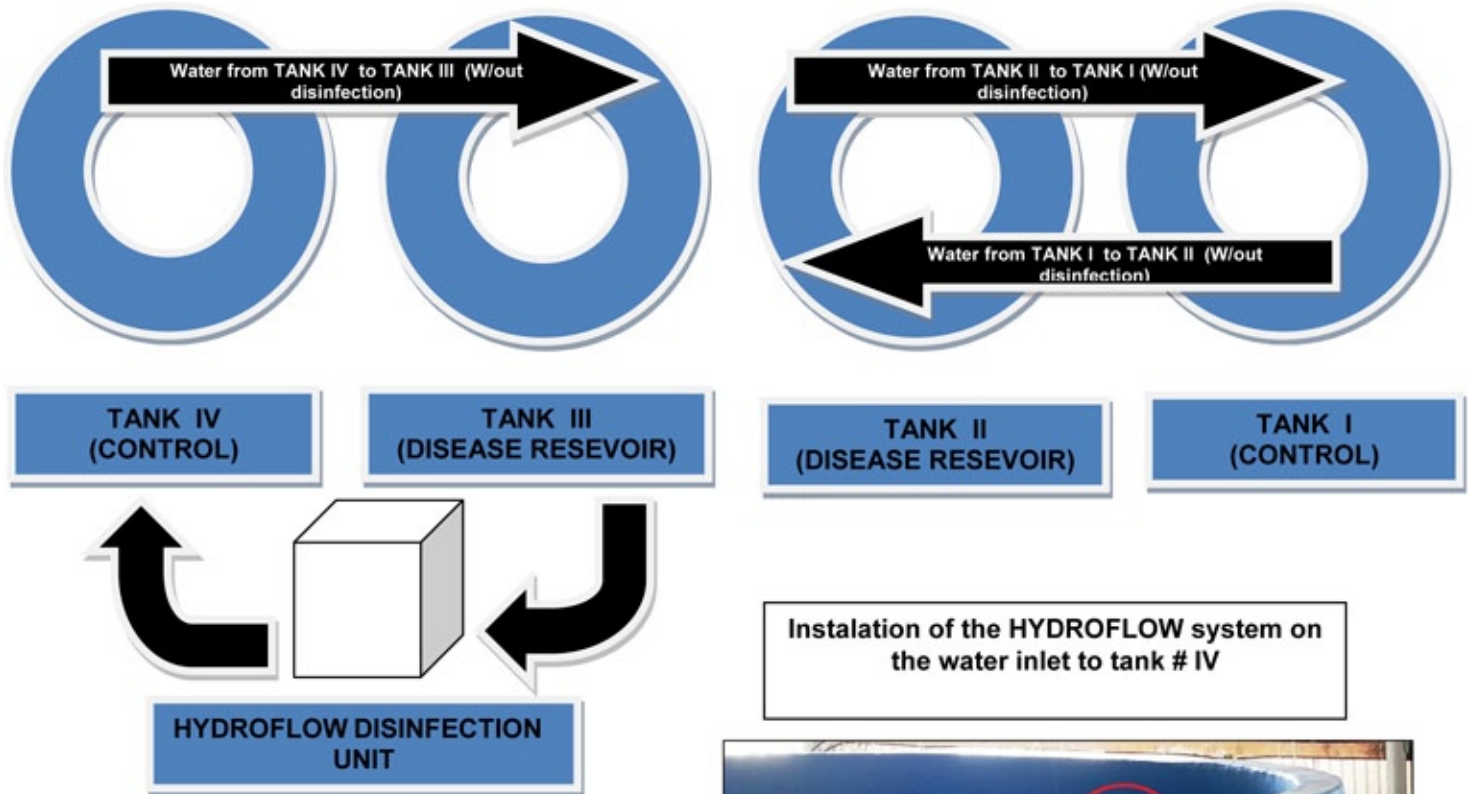 Water from TANK IV to TANK III (W/out
disinfection)
Water from TANK II to TANK I (W/out
disinfection)
Water from TANK I to TANK II (W/out
disinfection)
TANK IV
(CONTROL)
TANK III
(DISEASE RESEVOIR)
TANK II
(DISEASE RESEVOIR)
TANK I
(CONTROL)
Instalation of the HYDROFLOW system on
the water inlet to tank # IV
HYDROFLOW DISINFECTION
UNIT